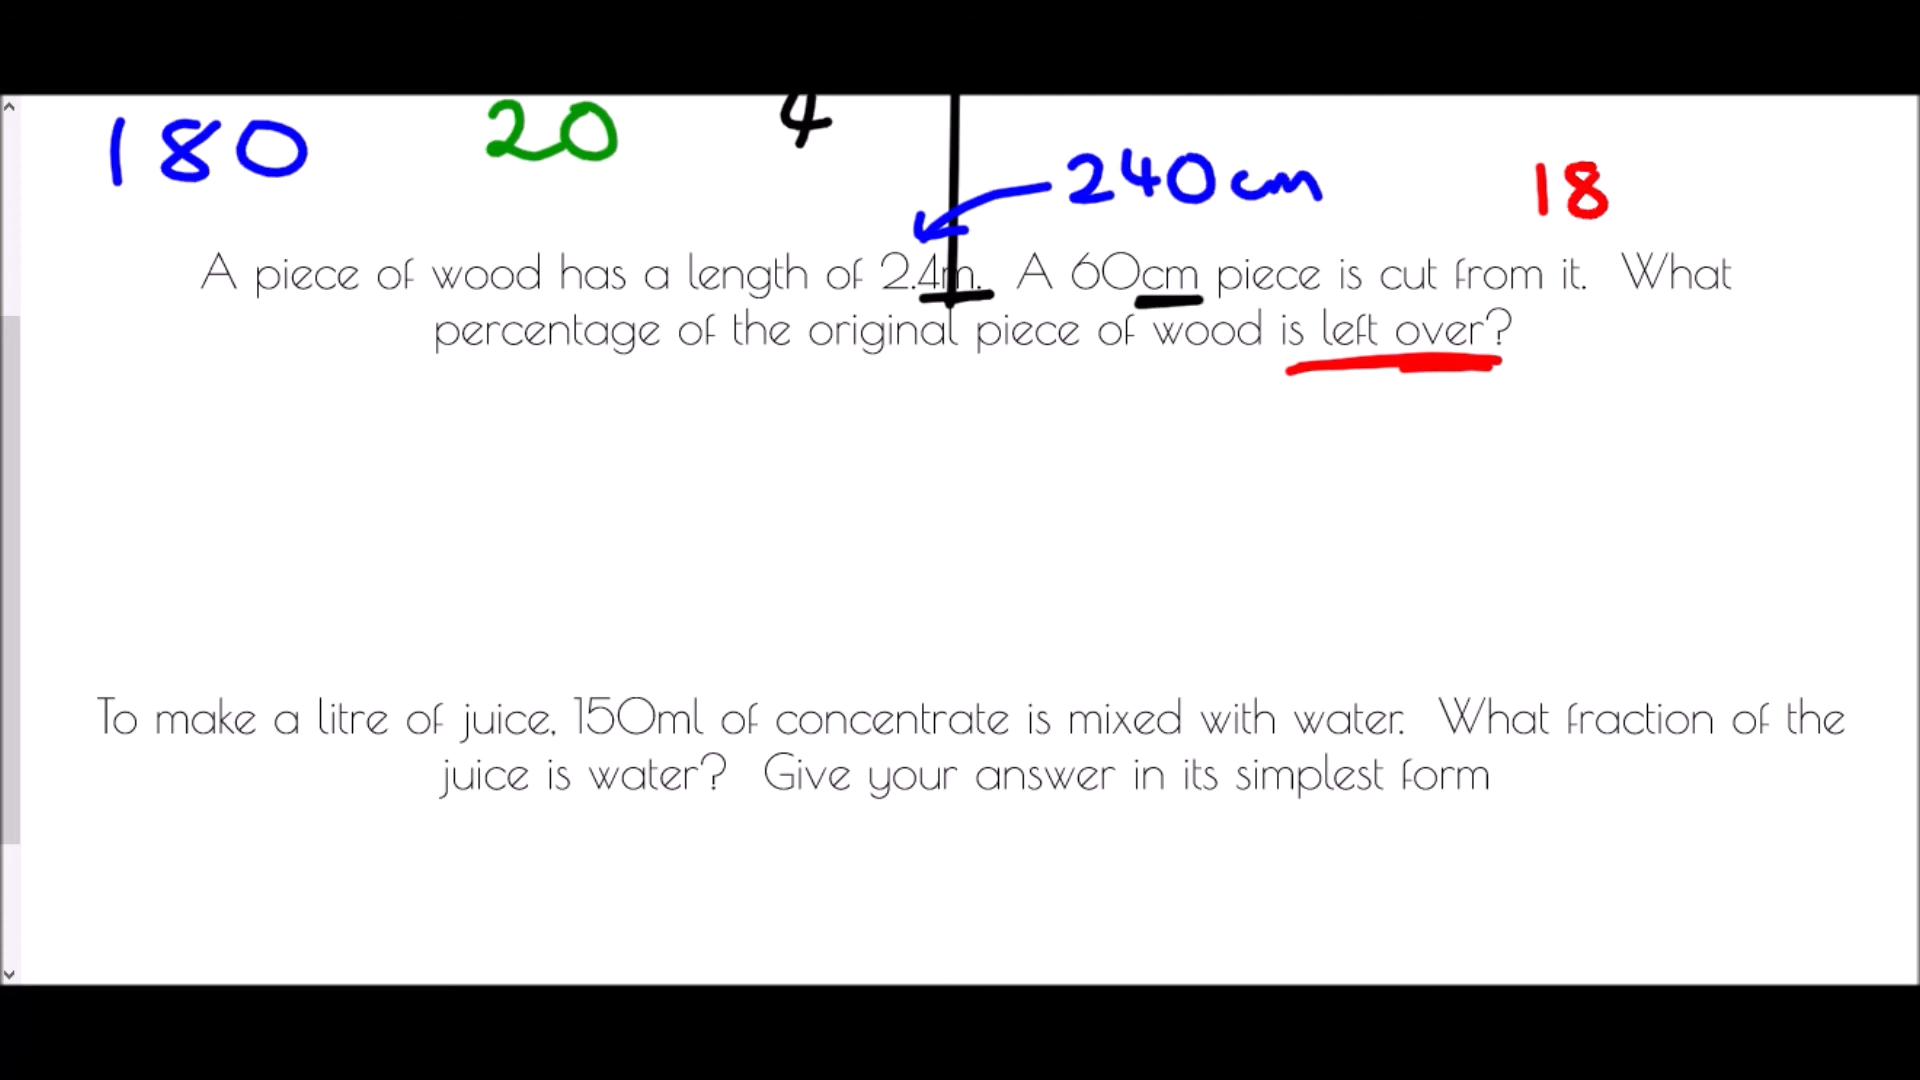 180 20 4
240cm 18
A piece of wood has a length of 2.4m. A 60cm piece is cut from it. What
percentage of the original piece of wood is left over?
To make a litre of juice, 150ml of concentrate is mixed with water. What fraction of the
juice is water? Give your answer in its simplest form